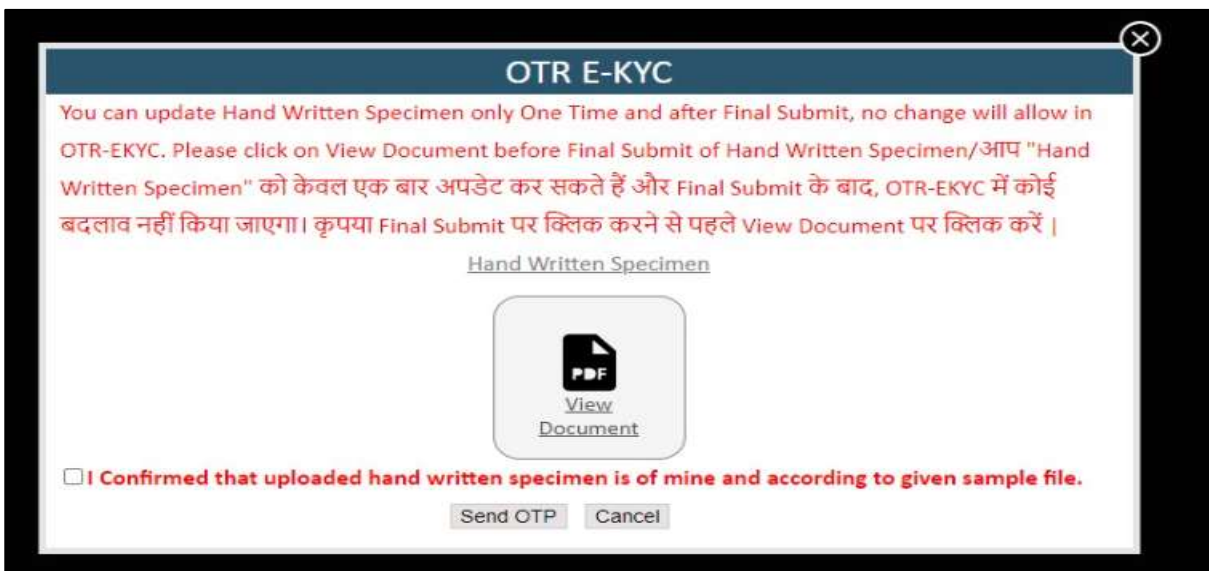 OTR E-KYC
You can update Hand Written Specimen only One Time and after Final Submit, no change will allow in
OTR-EKYC. Please click on View Document before Final Submit of Hand Written Specimen/आप "Hand
Written Specimen" को केवल एक बार अपडेट कर सकते हैं और Final Submit के बाद, OTR-EKYC में कोई
बदलाव नहीं किया जाएगा। कृपया Final Submit पर क्लिक करने से पहले View Document पर क्लिक करें |
Hand Written Specimen
PDF
View
Document
I Confirmed that uploaded hand written specimen is of mine and according to given sample file.
Send OTP Cancel